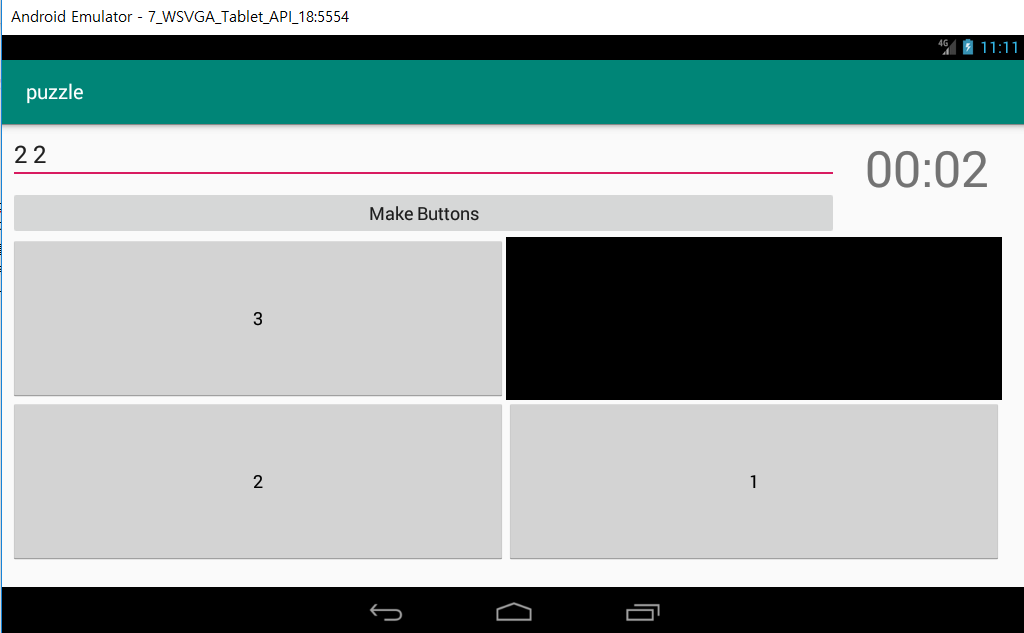 Android Emulator - 7_WSVGA_Tablet_API_18:5554
4G 11:11
puzzle
2 2
00:02
Make Buttons
3
2 1